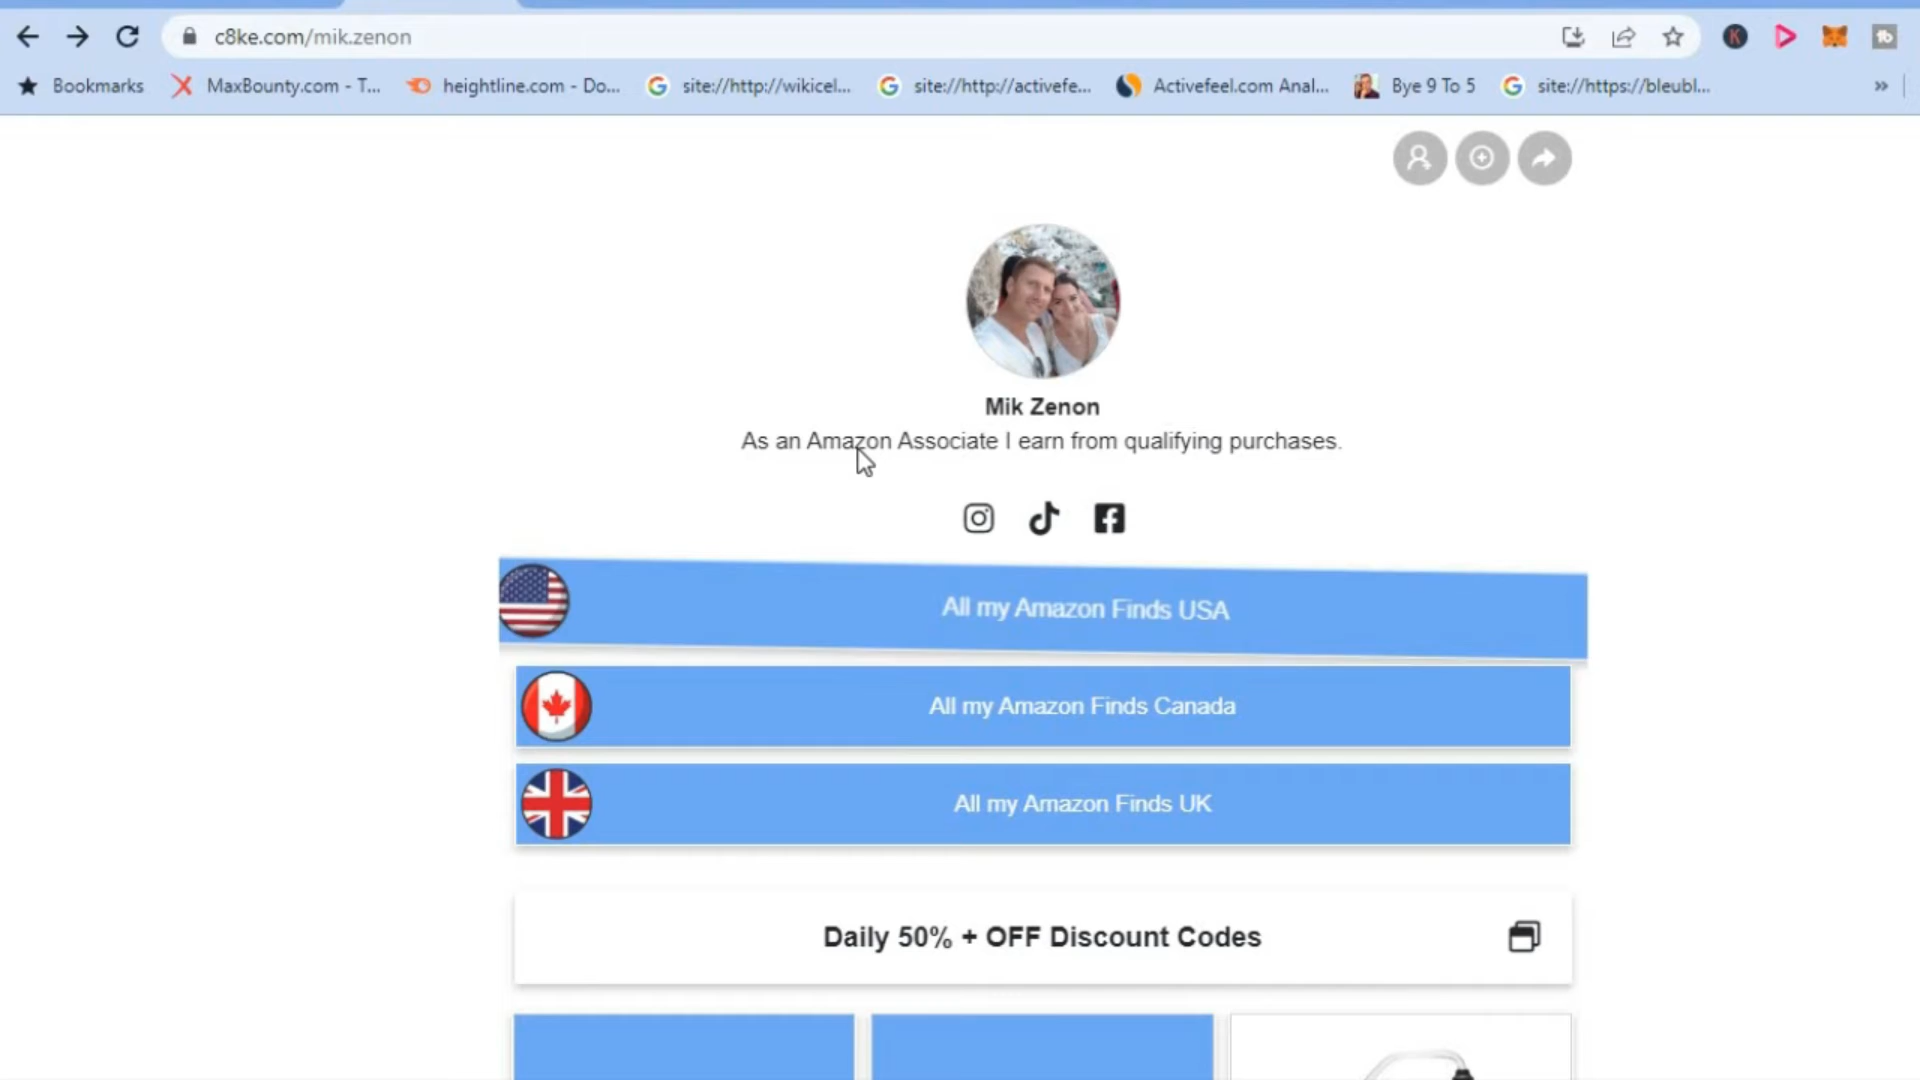 c8ke.com/mik.zenon
Bookmarks MaxBounty.com - T... heightline.com - Do... site://http://wikicel... site://http://activefe... Activefeel.com Anal... Bye 9 To 5 site://https://bleubl... »
Mik Zenon
As an Amazon Associate I earn from qualifying purchases.
All my Amazon Finds USA
All my Amazon Finds Canada
All my Amazon Finds UK
Daily 50% + OFF Discount Codes